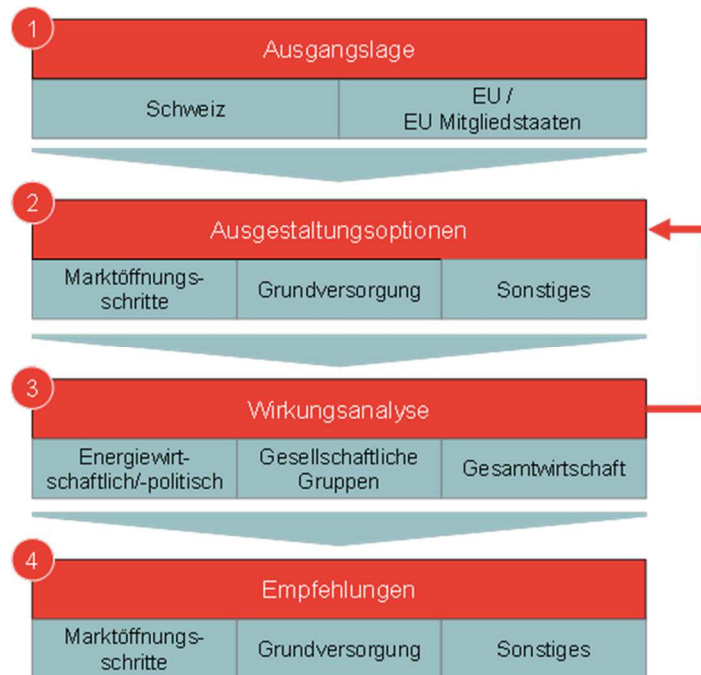 1
Ausgangslage
Schweiz
EU /
EU Mitgliedstaaten
2
Ausgestaltungsoptionen
Marktöffnungs-
schritte
Grundversorgung
Sonstiges
3
Wirkungsanalyse
Energiewirt-
schaftlich/-politisch
Gesellschaftliche
Gruppen
Gesamtwirtschaft
4
Empfehlungen
Marktöffnungs-
schritte
Grundversorgung
Sonstiges